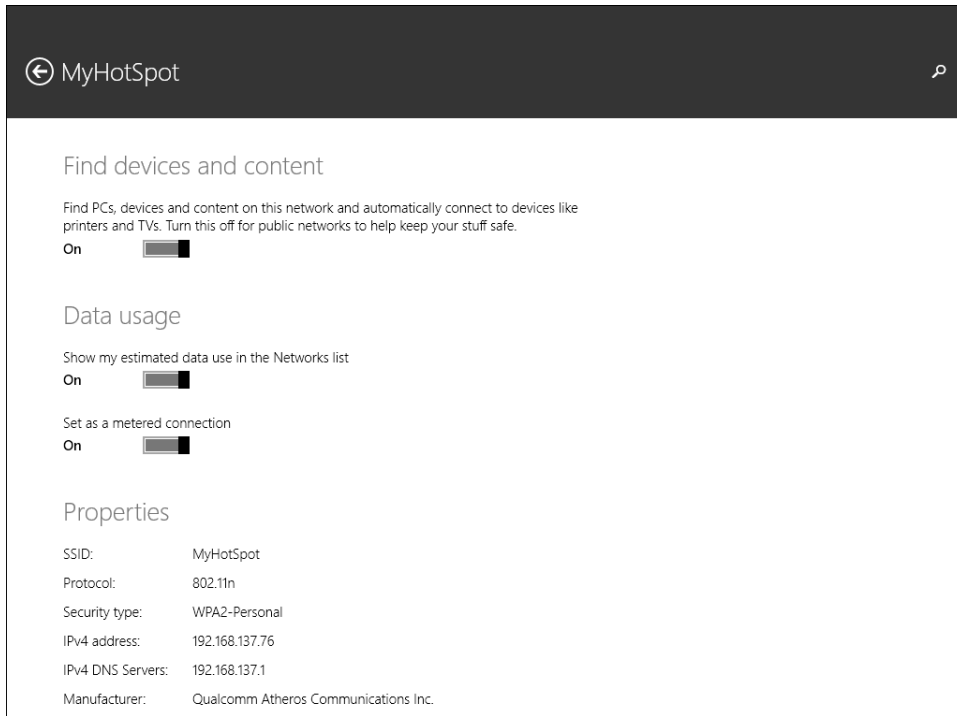 MyHotSpot
Find devices and content
Find PCs, devices and content on this network and automatically connect to devices like
printers and TVs. Turn this off for public networks to help keep your stuff safe.
On
Data usage
Show my estimated data use in the Networks list
On
Set as a metered connection
On
Properties
SSID: MyHotSpot
Protocol: 802.11n
Security type: WPA2-Personal
IPv4 address: 192.168.137.76
IPv4 DNS Servers: 192.168.137.1
Manufacturer: Qualcomm Atheros Communications Inc.